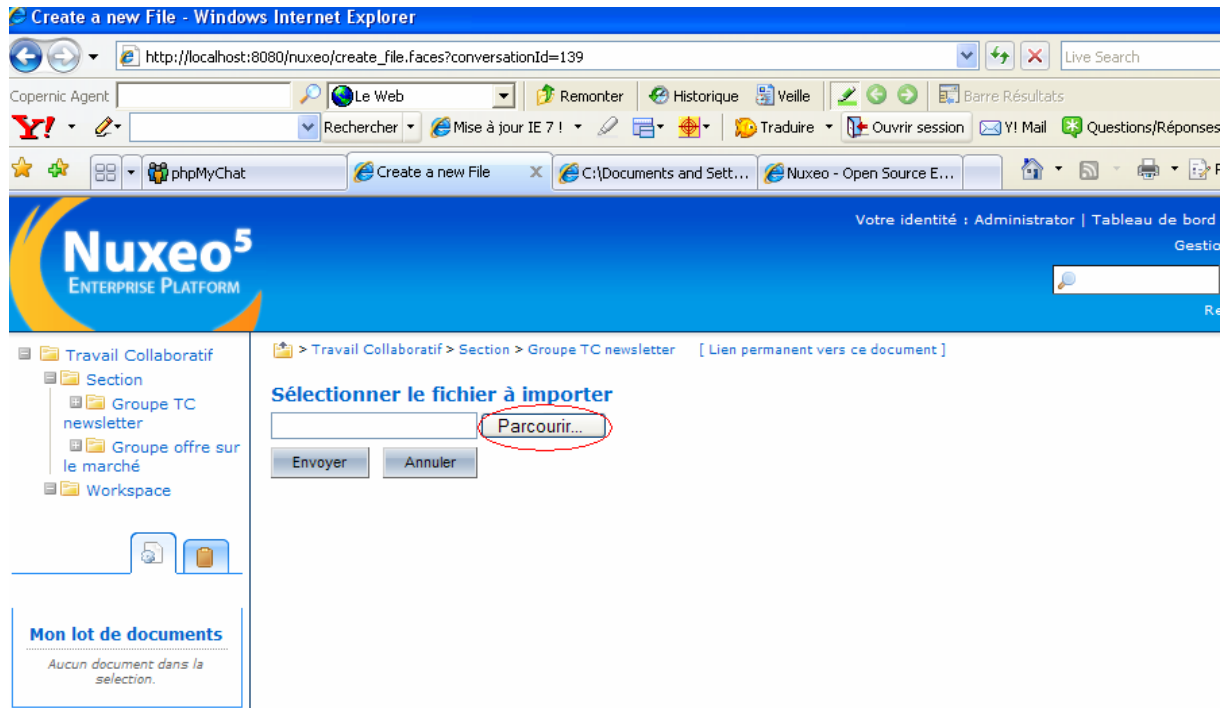 Create a new File - Windows Internet Explorer
http://localhost:8080/nuxeo/create_file.faces?conversationId=139
Live Search
Copernic Agent
Le Web
Remonter
Historique
Veille
Barre Résultats
Y!
Rechercher
Mise à jour IE 7 !
Traduire
Ouvrir session
Y! Mail
Questions/Réponses
phpMyChat
Create a new File
C:\Documents and Sett...
Nuxeo - Open Source E...
Votre identité : Administrator | Tableau de bord
Gestio
Nuxeo5
ENTERPRISE PLATFORM
Re
> Travail Collaboratif > Section > Groupe TC newsletter [ Lien permanent vers ce document ]
Travail Collaboratif
Section
Groupe TC
newsletter
Groupe offre sur
le marché
Workspace
Sélectionner le fichier à importer
Parcourir...
Envoyer
Annuler
Mon lot de documents
Aucun document dans la
selection.